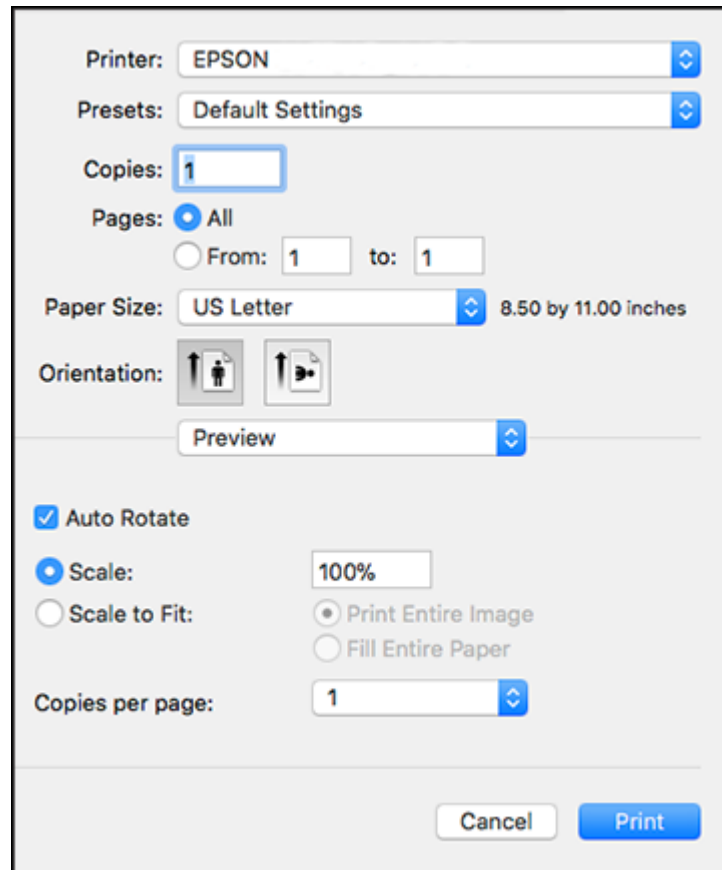 Printer: EPSON
Presets: Default Settings
Copies: 1
Pages: All
From: 1 to: 1
Paper Size: US Letter 8.50 by 11.00 inches
Orientation:
Preview
Auto Rotate
Scale: 100%
Scale to Fit: Print Entire Image
Fill Entire Paper
Copies per page: 1
Cancel Print